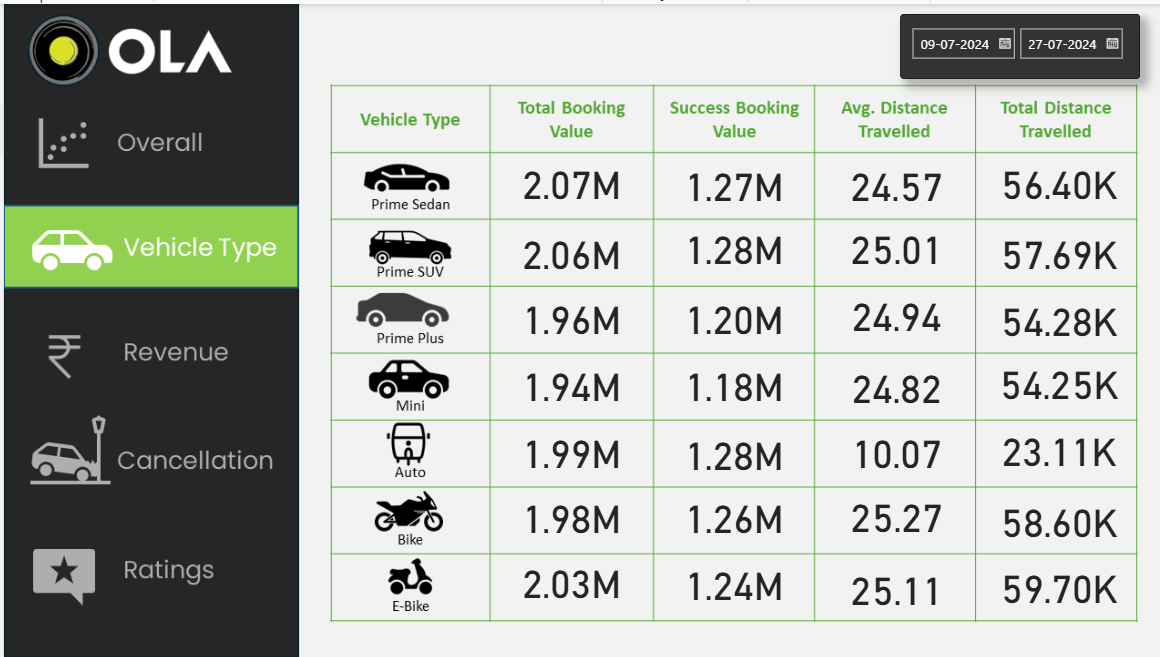 OLA
09-07-2024 27-07-2024
Overall
Vehicle Type
Revenue
Cancellation
Ratings
Vehicle Type Total Booking Value Success Booking Value Avg. Distance Travelled Total Distance Travelled
Prime Sedan 2.07M 1.27M 24.57 56.40K
Prime SUV 2.06M 1.28M 25.01 57.69K
Prime Plus 1.96M 1.20M 24.94 54.28K
Mini 1.94M 1.18M 24.82 54.25K
Auto 1.99M 1.28M 10.07 23.11K
Bike 1.98M 1.26M 25.27 58.60K
E-Bike 2.03M 1.24M 25.11 59.70K